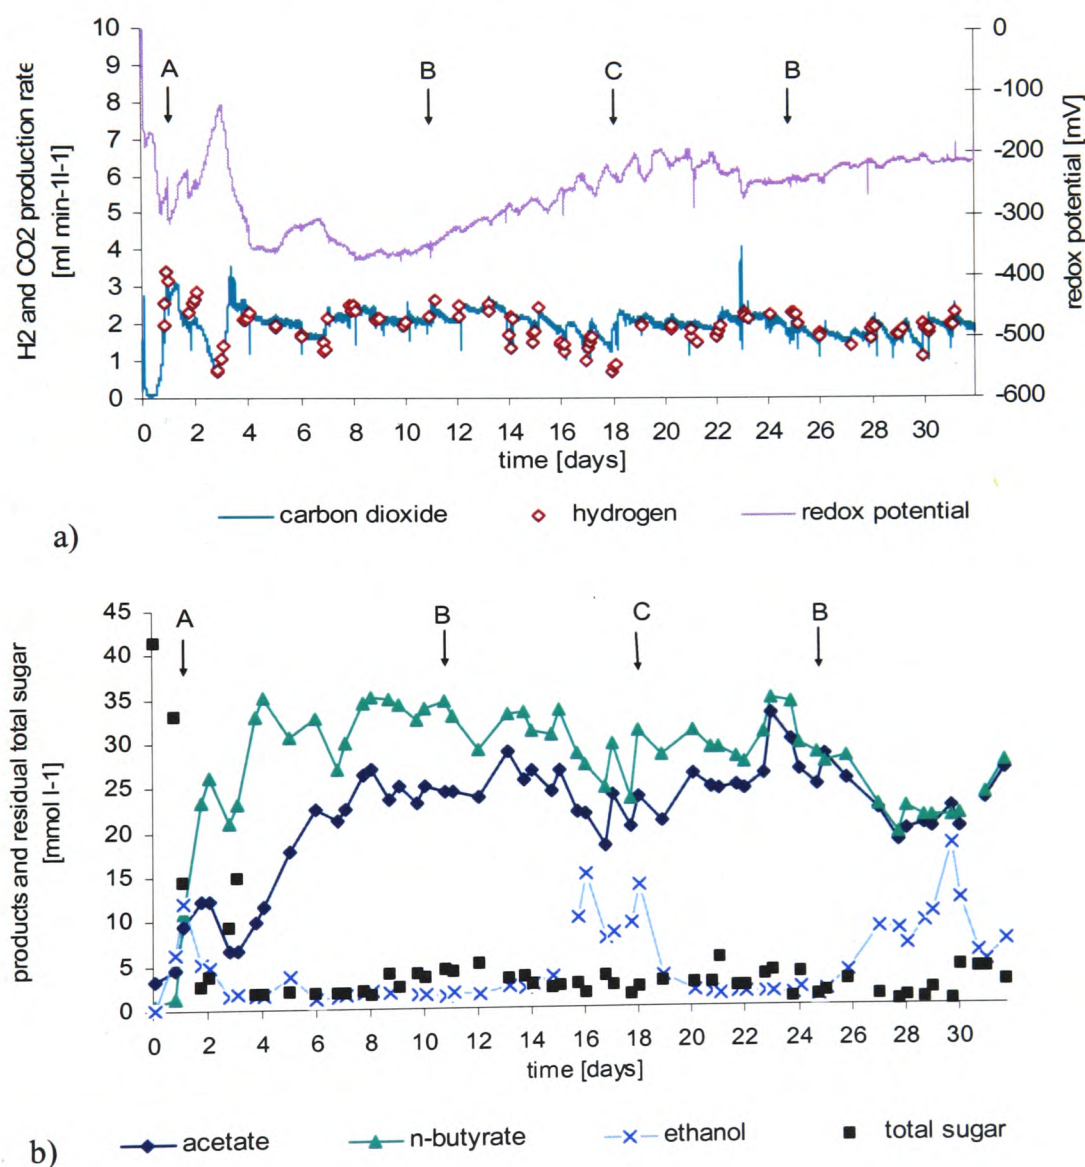 H2 and CO2 production rate
[ml min-1l-1]
10
9
8
7
6
5
4
3
2
1
0
A
B
C
B
0
-100
-200
-300
-400
-500
-600
redox potential [mV]
0 2 4 6 8 10 12 14 16 18 20 22 24 26 28 30
time [days]
carbon dioxide hydrogen redox potential
a)
products and residual total sugar
[mmol l-1]
45
40
35
30
25
20
15
10
5
0
A
B
C
B
0 2 4 6 8 10 12 14 16 18 20 22 24 26 28 30
time [days]
b) acetate n-butyrate ethanol total sugar